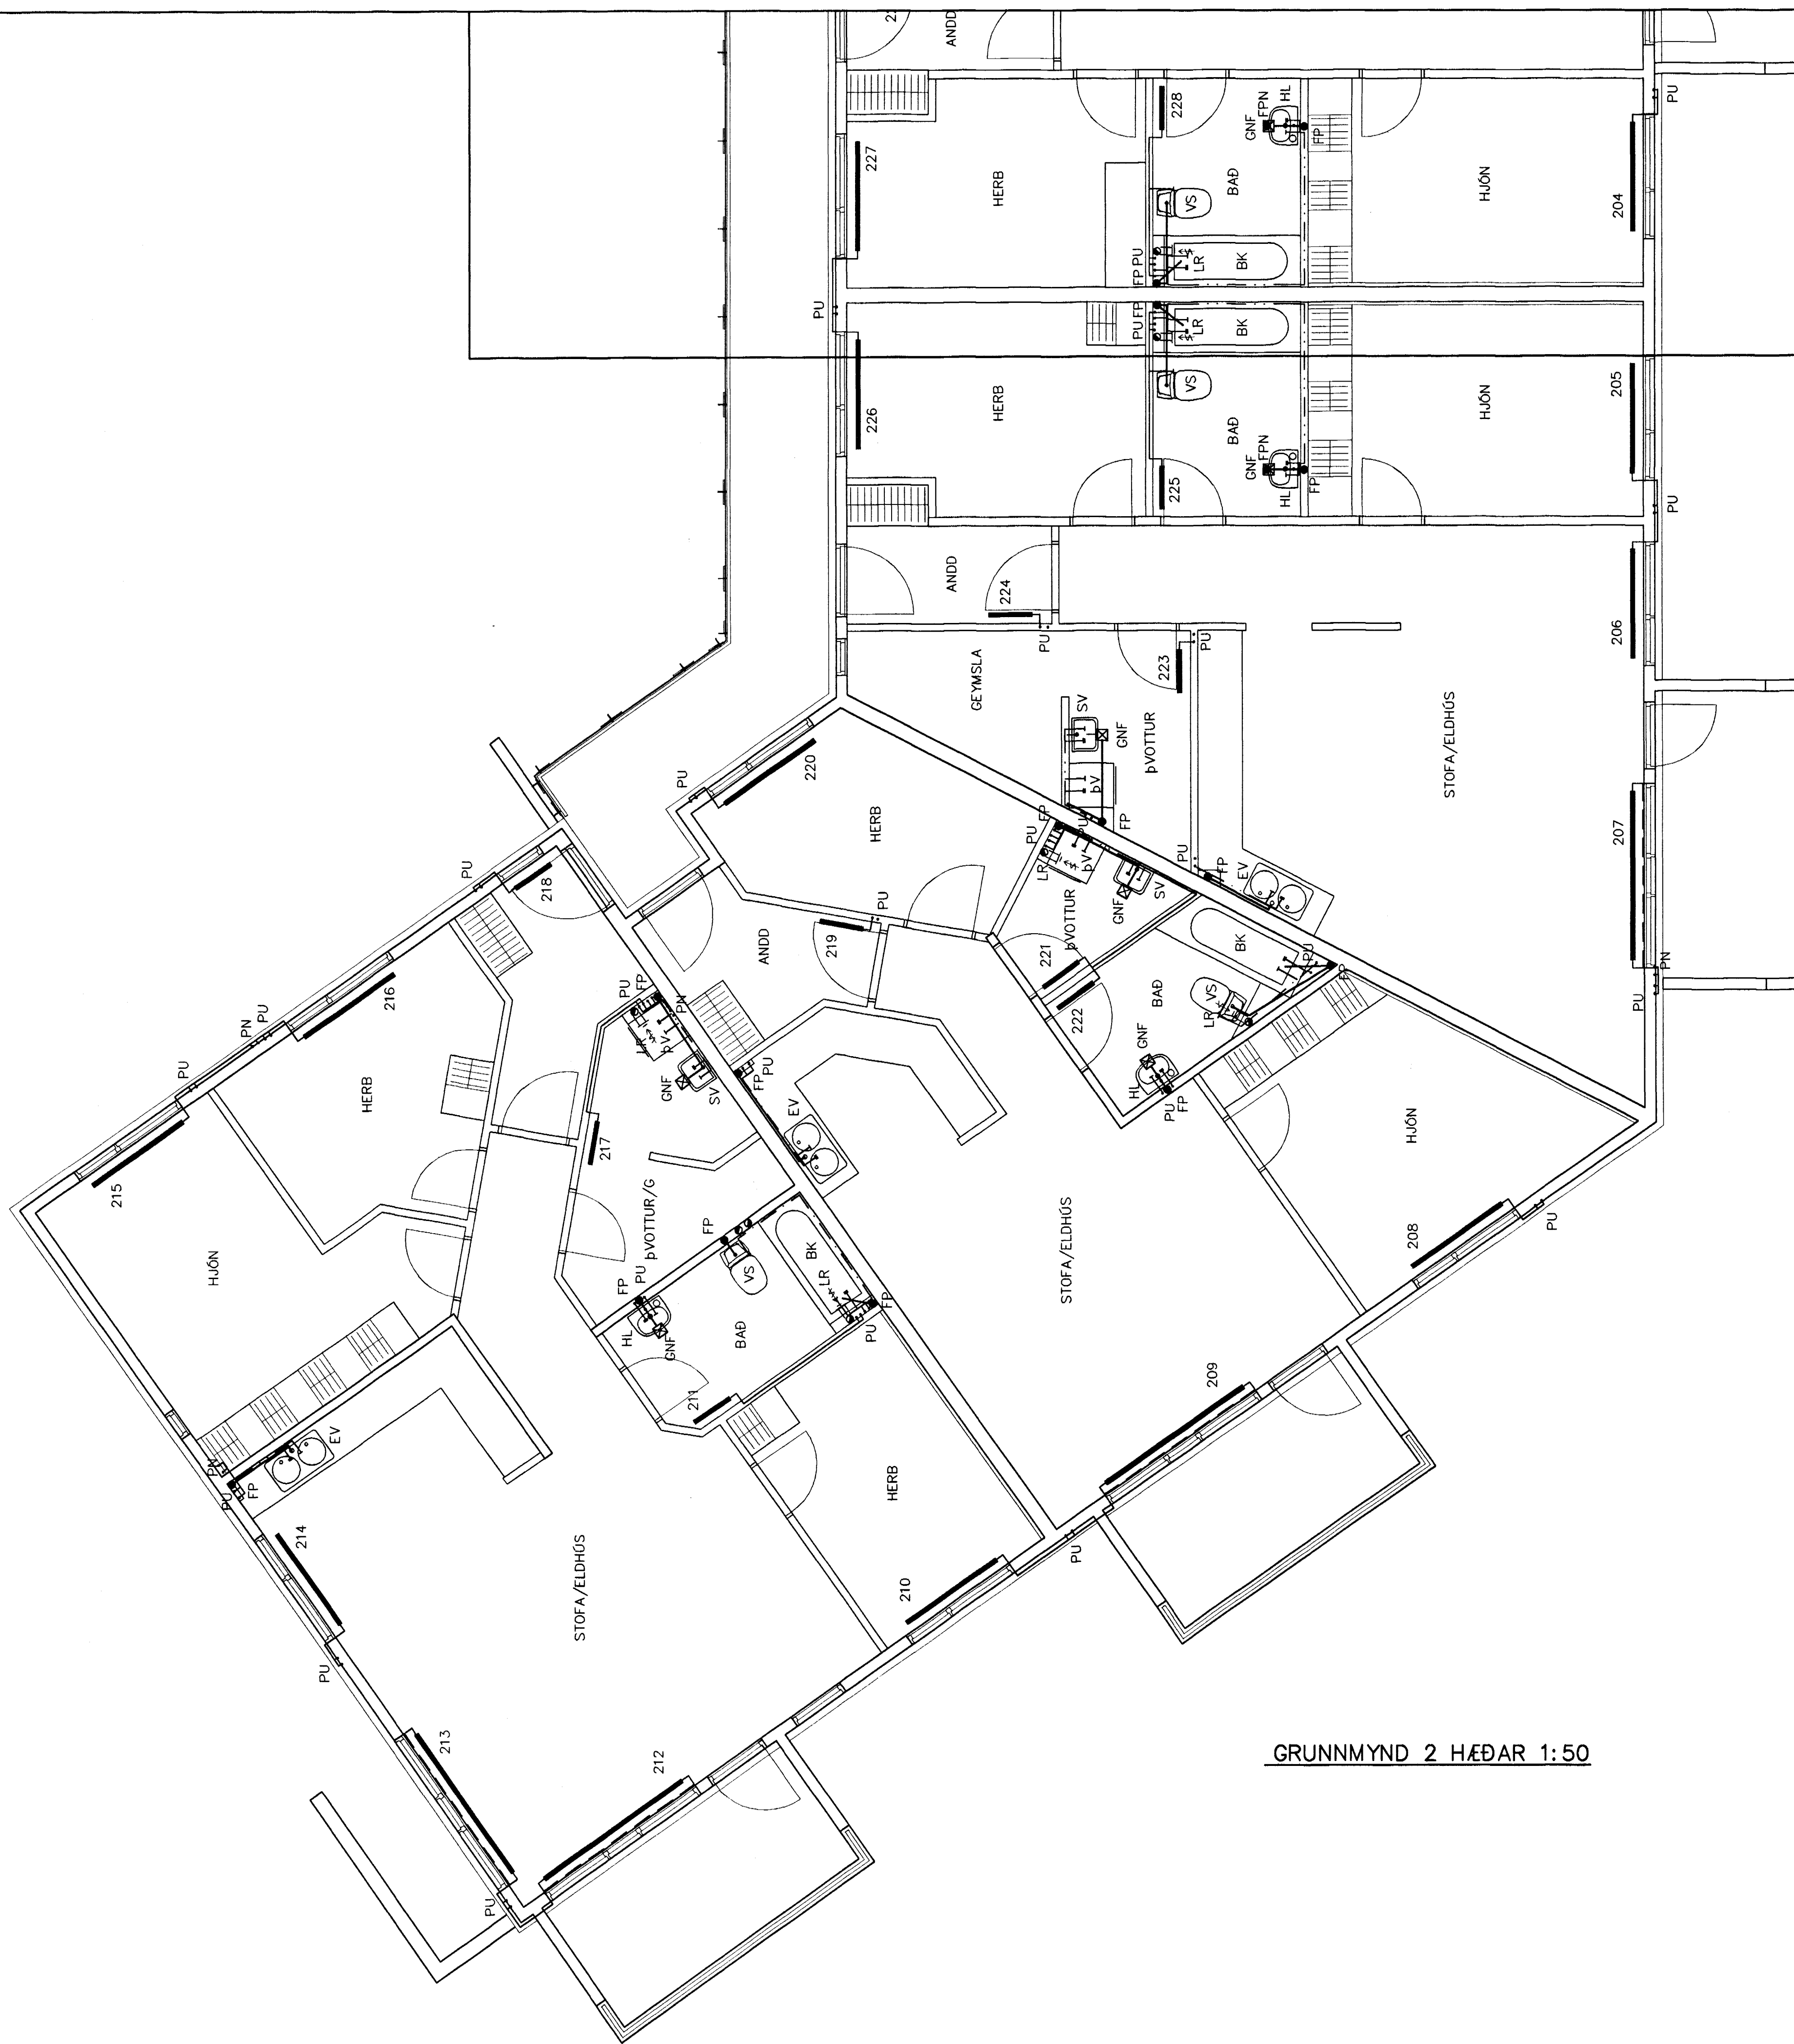 ANDD
228
GNF
FPN
HL
FP
PU
227
HERB
BAÐ
HJÓN
204
VS
FP PU
LR
BK
PU
PU FP
LR
BK
VS
226
HERB
BAÐ
HJÓN
205
225
GNF
FPN
HL
FP
PU
ANDD
224
PU
223
PU
206
GEYMSLA
SV
GNF
ÞV
ÞVOTTUR
STOFA/ELDHÚS
220
PU
HERB
FP
PU
PU
FP
LR
ÞV
SV
GNF
PU
FP
EV
207
PN
PU
PU
218
ÞVOTTUR
221
222
BK
PU
FP
BAÐ
VS
LR
GNF
HL
PU
FP
ANDD
219
PU
216
PN
PU
PU
FP
PN
LR
ÞV
GNF
SV
FP
PU
EV
PU
HERB
217
215
HJÓN
208
PU
HJÓN
ÞVOTTUR/G
STOFA/ELDHÚS
FP
FP
PU
VS
BK
LR
HL
GNF
BAÐ
FP
PU
211
209
EV
PN
PU
FP
HERB
214
STOFA/ELDHÚS
210
PU
PU
213
212
PU
GRUNNMYND 2 HÆÐAR 1:50